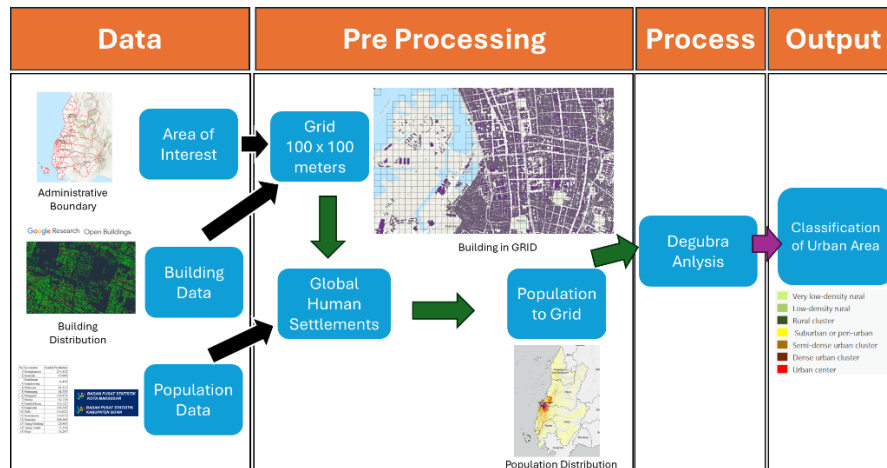 Data
Pre Processing
Process
Output
Administrative
Boundary
Area of
Interest
Grid
100 x 100
meters
Building in GRID
Google Research Open Buildings
Building
Distribution
Building
Data
Global
Human
Settlements
Population
to Grid
Degubra
Anlysis
Classification
of Urban Area
Very low-density rural
Low-density rural
Rural cluster
Suburban or peri-urban
Semi-dense urban cluster
Dense urban cluster
Urban center
BADAN PUSAT STATISTIK
KOTA MAKASSAR
BADAN PUSAT STATISTIK
KABUPATEN GOWA
Population
Data
Population Distribution